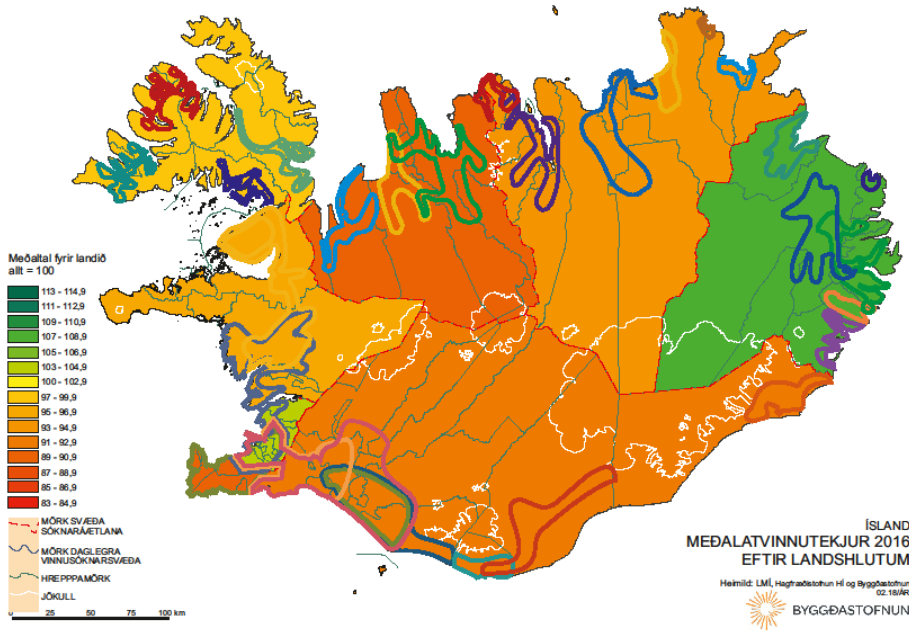 Meðaltal fyrir landið
allt = 100
113 - 114,9
111 - 112,9
109 - 110,9
107 - 108,9
105 - 106,9
103 - 104,9
100 - 102,9
97 - 99,9
95 - 96,9
93 - 94,9
91 - 92,9
89 - 90,9
87 - 88,9
85 - 86,9
83 - 84,9
MÖRK SVÆÐA
SÓKNARÁÆTLANA
MÖRK DAGLEGRA
VINNUSÓKNARSVÆÐA
HREPPPAMÖRK
JÖKULL
0 25 50 75 100 km
ÍSLAND
MEÐALATVINNUTEKJUR 2016
EFTIR LANDSHLUTUM
Heimild: LMÍ, Hagfræðistofnun HÍ og Byggðastofnun
02.18/ÁR
BYGGÐASTOFNUN